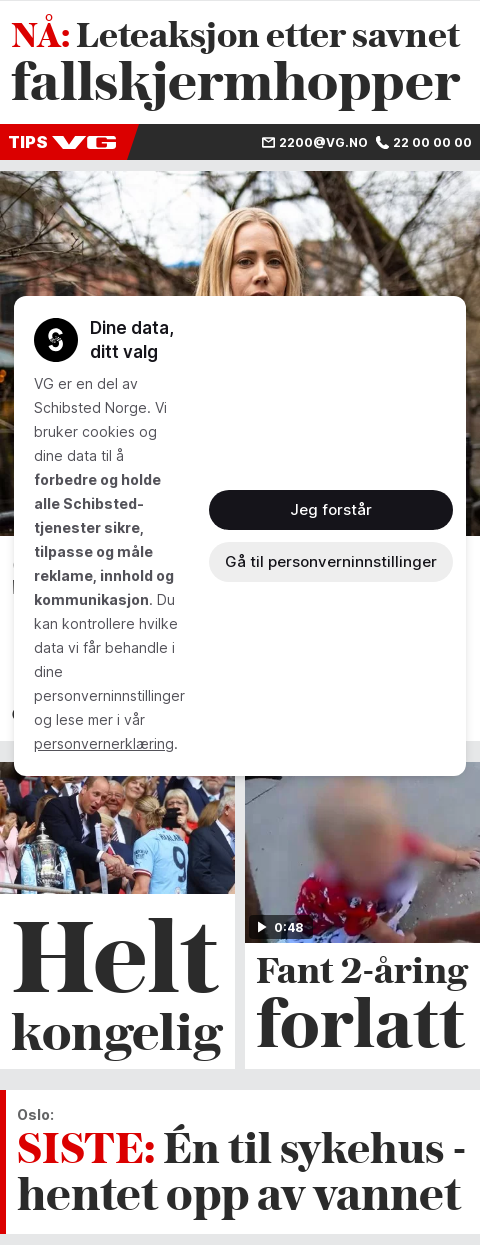 NÅ: Leteaksjon etter savnet
fallskjermhopper
TIPS VG
2200@VG.NO 22 00 00 00
Dine data,
ditt valg
VG er en del av
Schibsted Norge. Vi
bruker cookies og
dine data til å
forbedre og holde
alle Schibsted-
tjenester sikre,
tilpasse og måle
reklame, innhold og
kommunikasjon. Du
kan kontrollere hvilke
data vi får behandle i
dine
personverninnstillinger
og lese mer i vår
personvernerklæring.
Jeg forstår
Gå til personverninnstillinger
HAALAND
9
0:48
Helt
kongelig
Fant 2-åring
forlatt
Oslo:
SISTE: Én til sykehus -
hentet opp av vannet